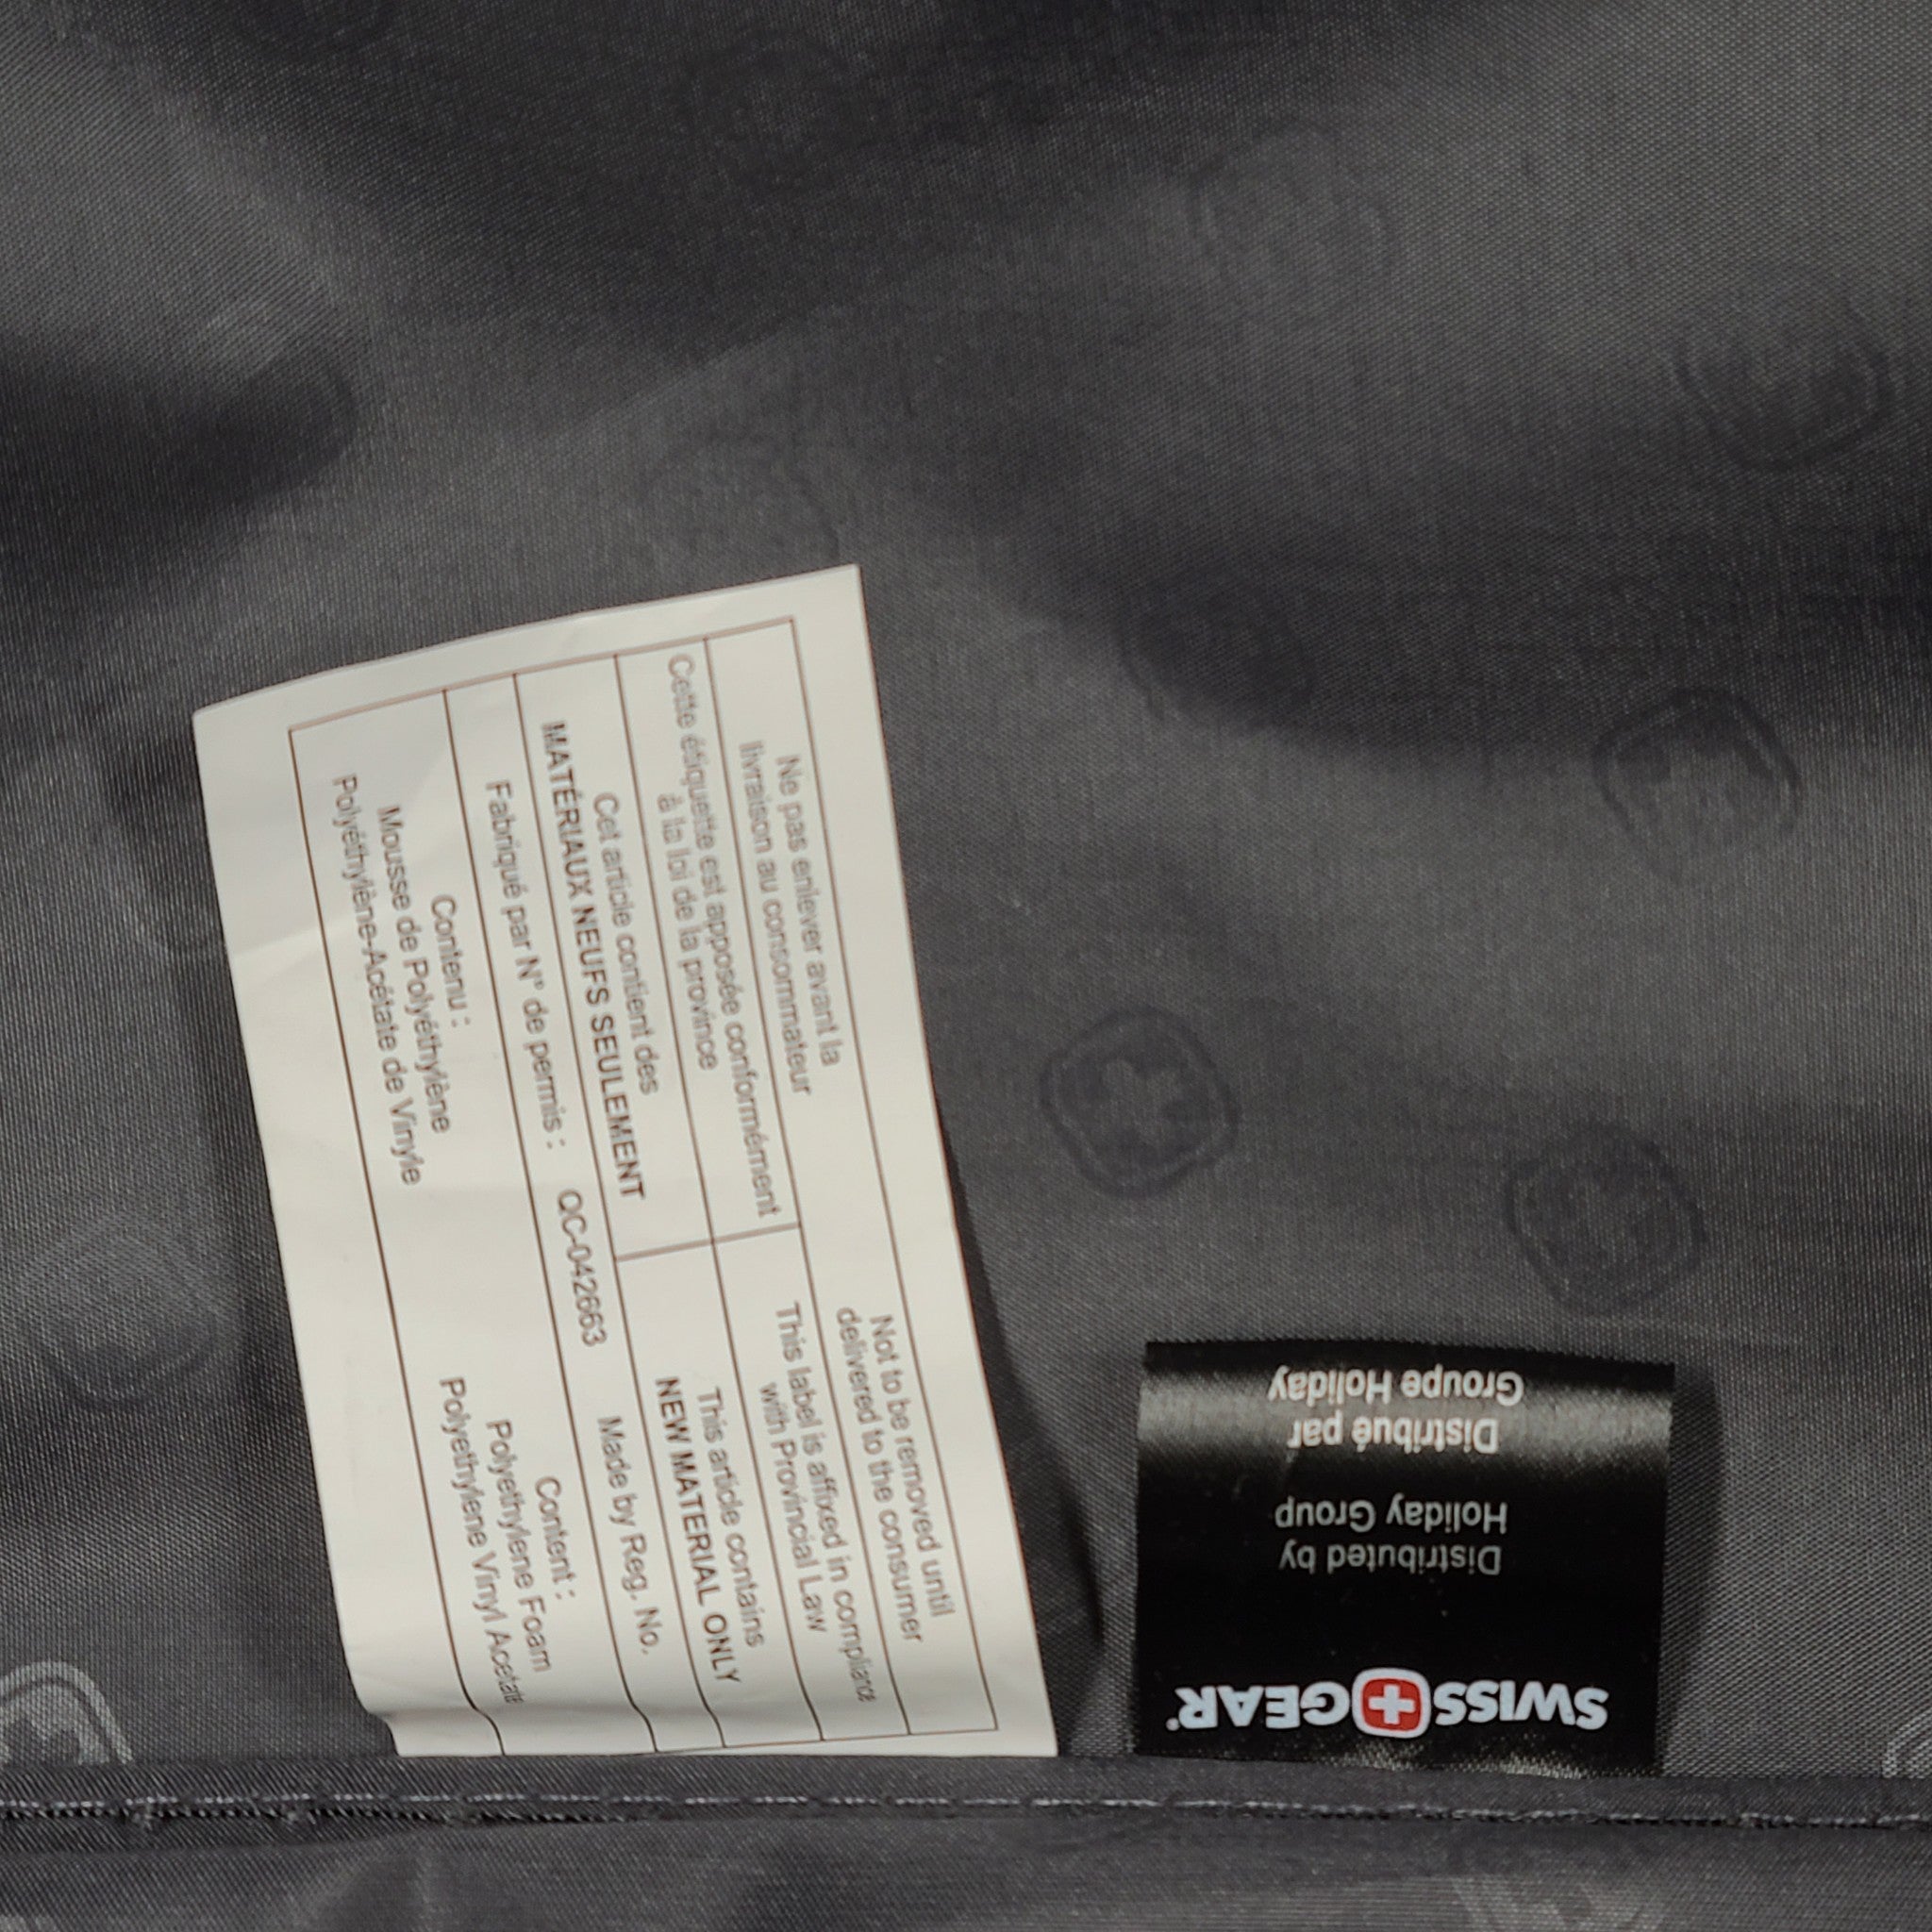 Ne pas enlever avant la
livraison au consommateur
Not to be removed until
delivered to the consumer
Cette étiquette est apposée conformément
à la loi de la province
This label is affixed in compliance
with Provincial Law
Cet article contient des
MATÉRIAUX NEUFS SEULEMENT
This article contains
NEW MATERIAL ONLY
Fabriqué par N° de permis : QC-042663 Made by Reg. No.
Contenu :
Mousse de Polyéthylène
Polyéthylène-Acétate de Vinyle
Content :
Polyethylene Foam
Polyethylene Vinyl Acetate
SWISSGEAR®
Distributed by
Holiday Group
Distribué par
Groupe Holiday